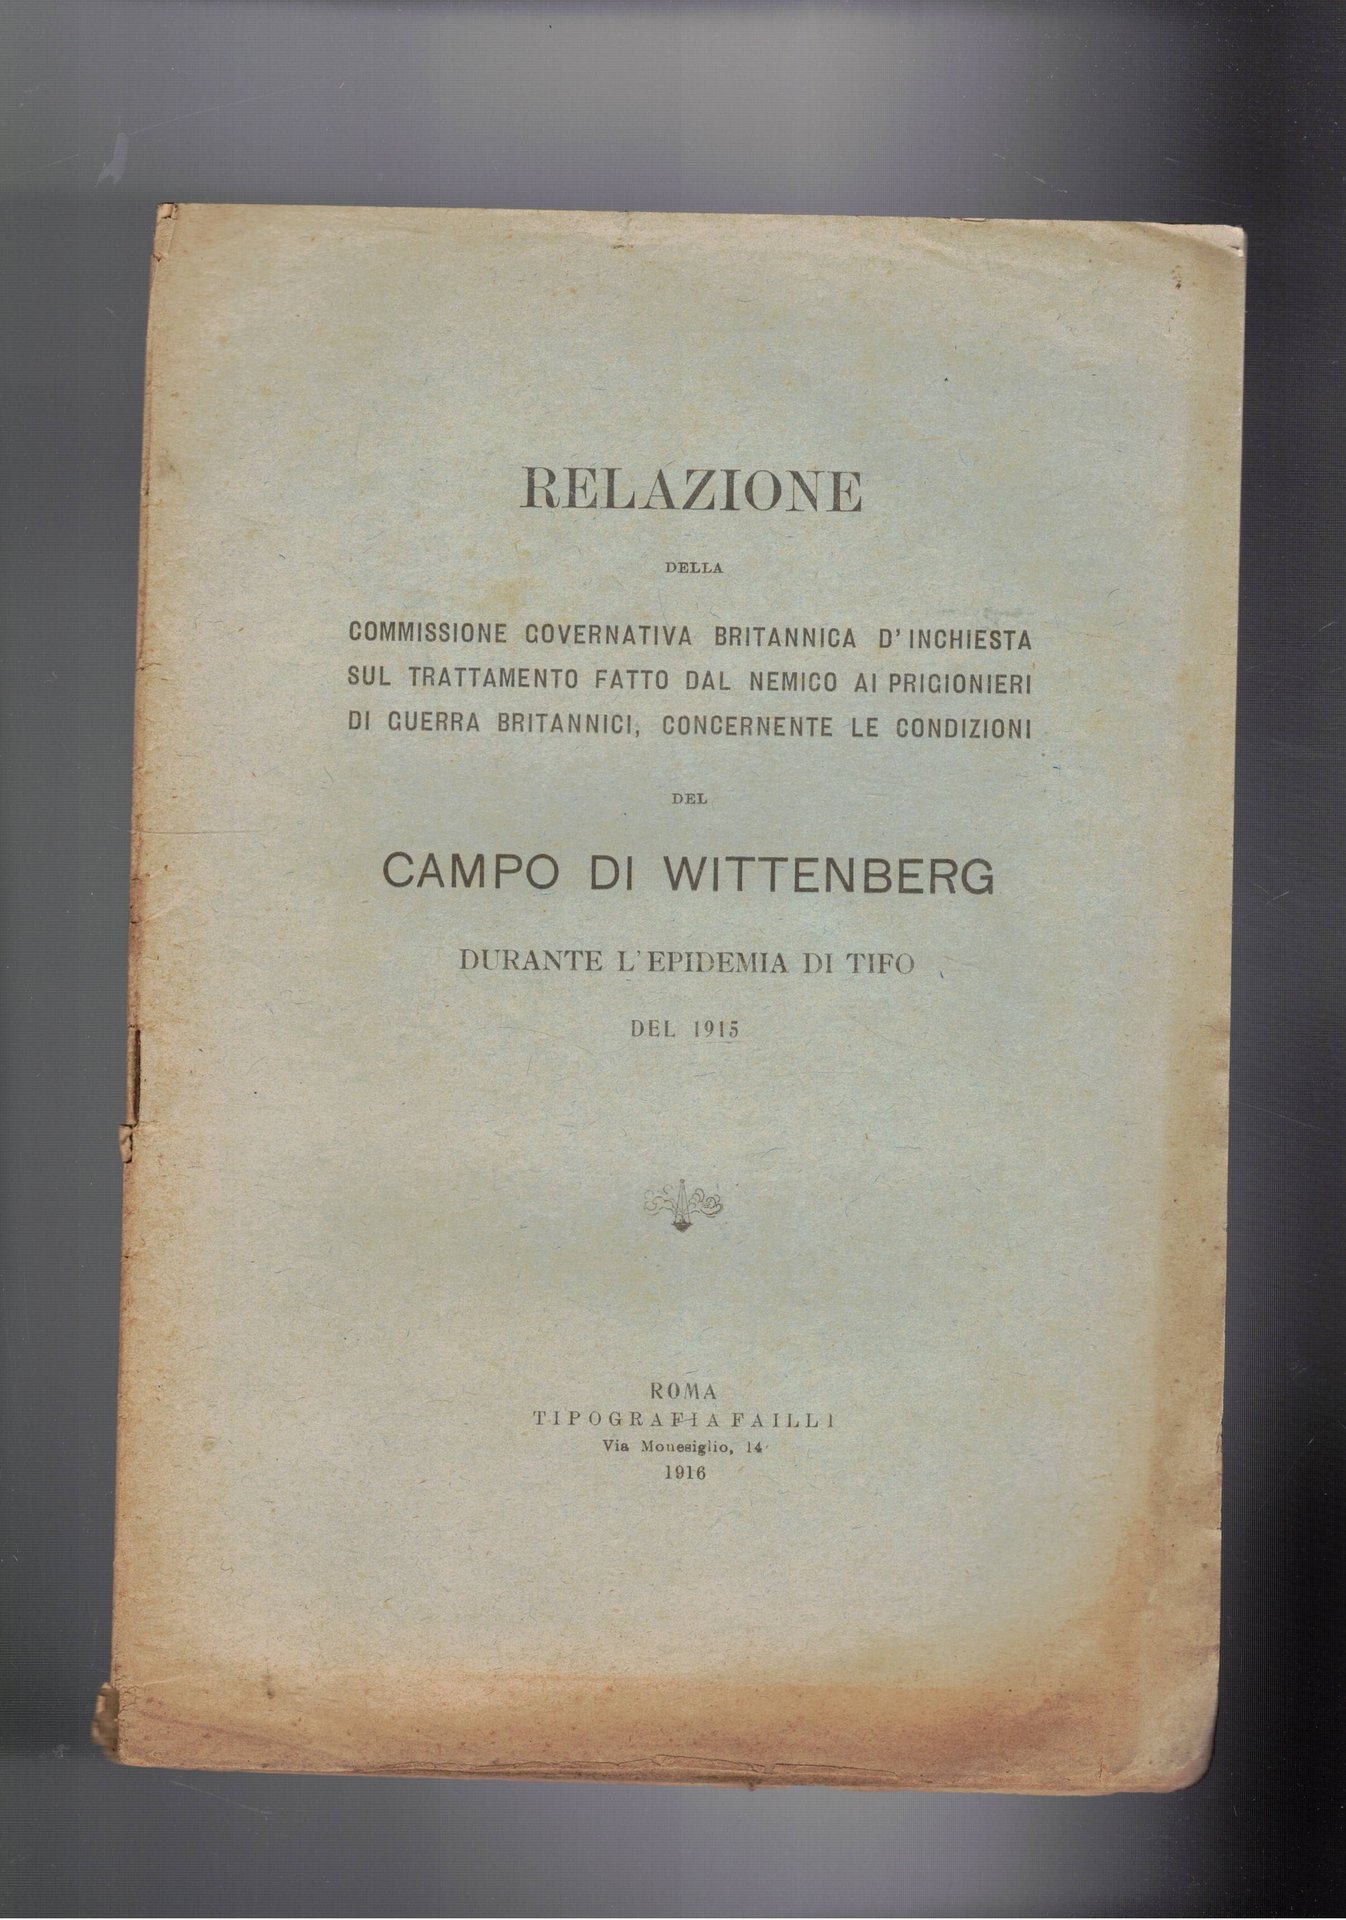 RELAZIONE
DELLA
COMMISSIONE GOVERNATIVA BRITANNICA D'INCHIESTA
SUL TRATTAMENTO FATTO DAL NEMICO AI PRIGIONIERI
DI GUERRA BRITANNICI, CONCERNENTE LE CONDIZIONI
DEL
CAMPO DI WITTENBERG
DURANTE L'EPIDEMIA DI TIFO
DEL 1915
ROMA
TIPOGRAFIA FAILLI
Via Monesiglio, 14
1916